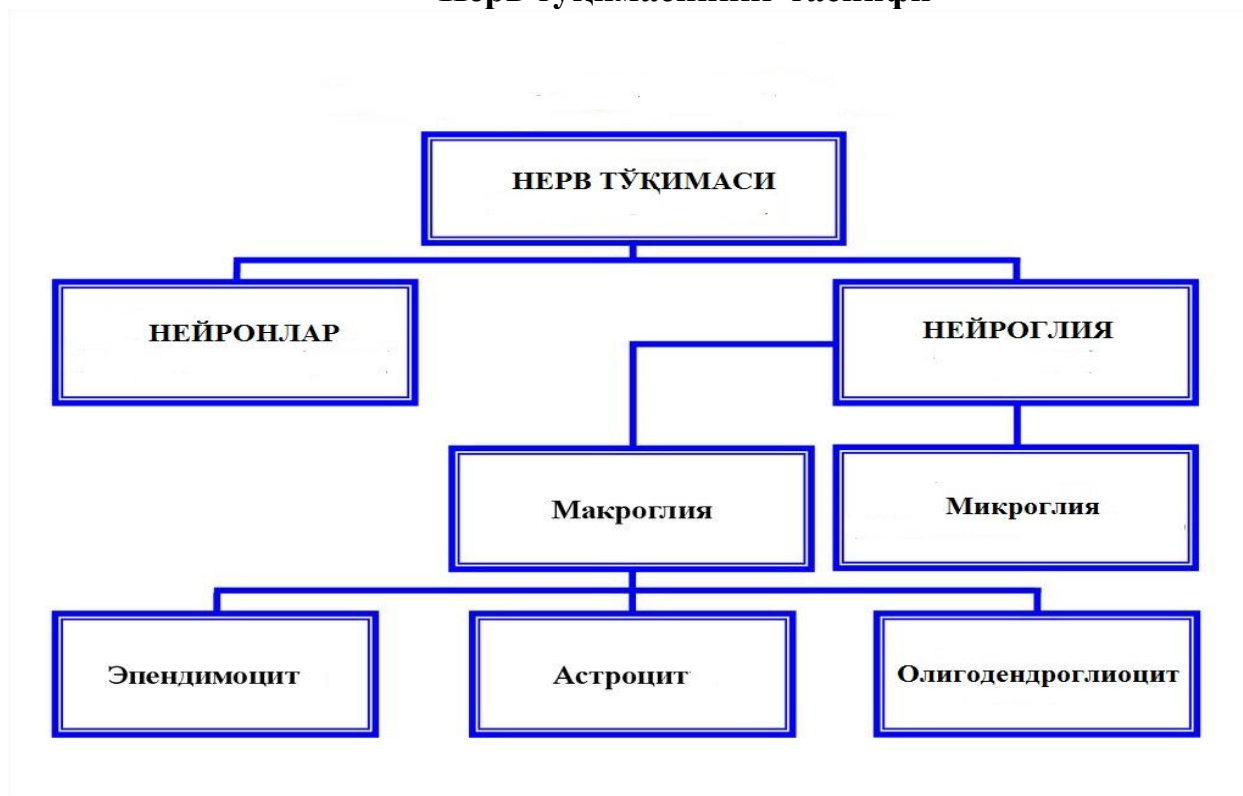 НЕРВ ТЎҚИМАСИ
НЕЙРОНЛАР
НЕЙРОГЛИЯ
Макроглия
Микроглия
Эпендимоцит
Астроцит
Олигодендроглиоцит